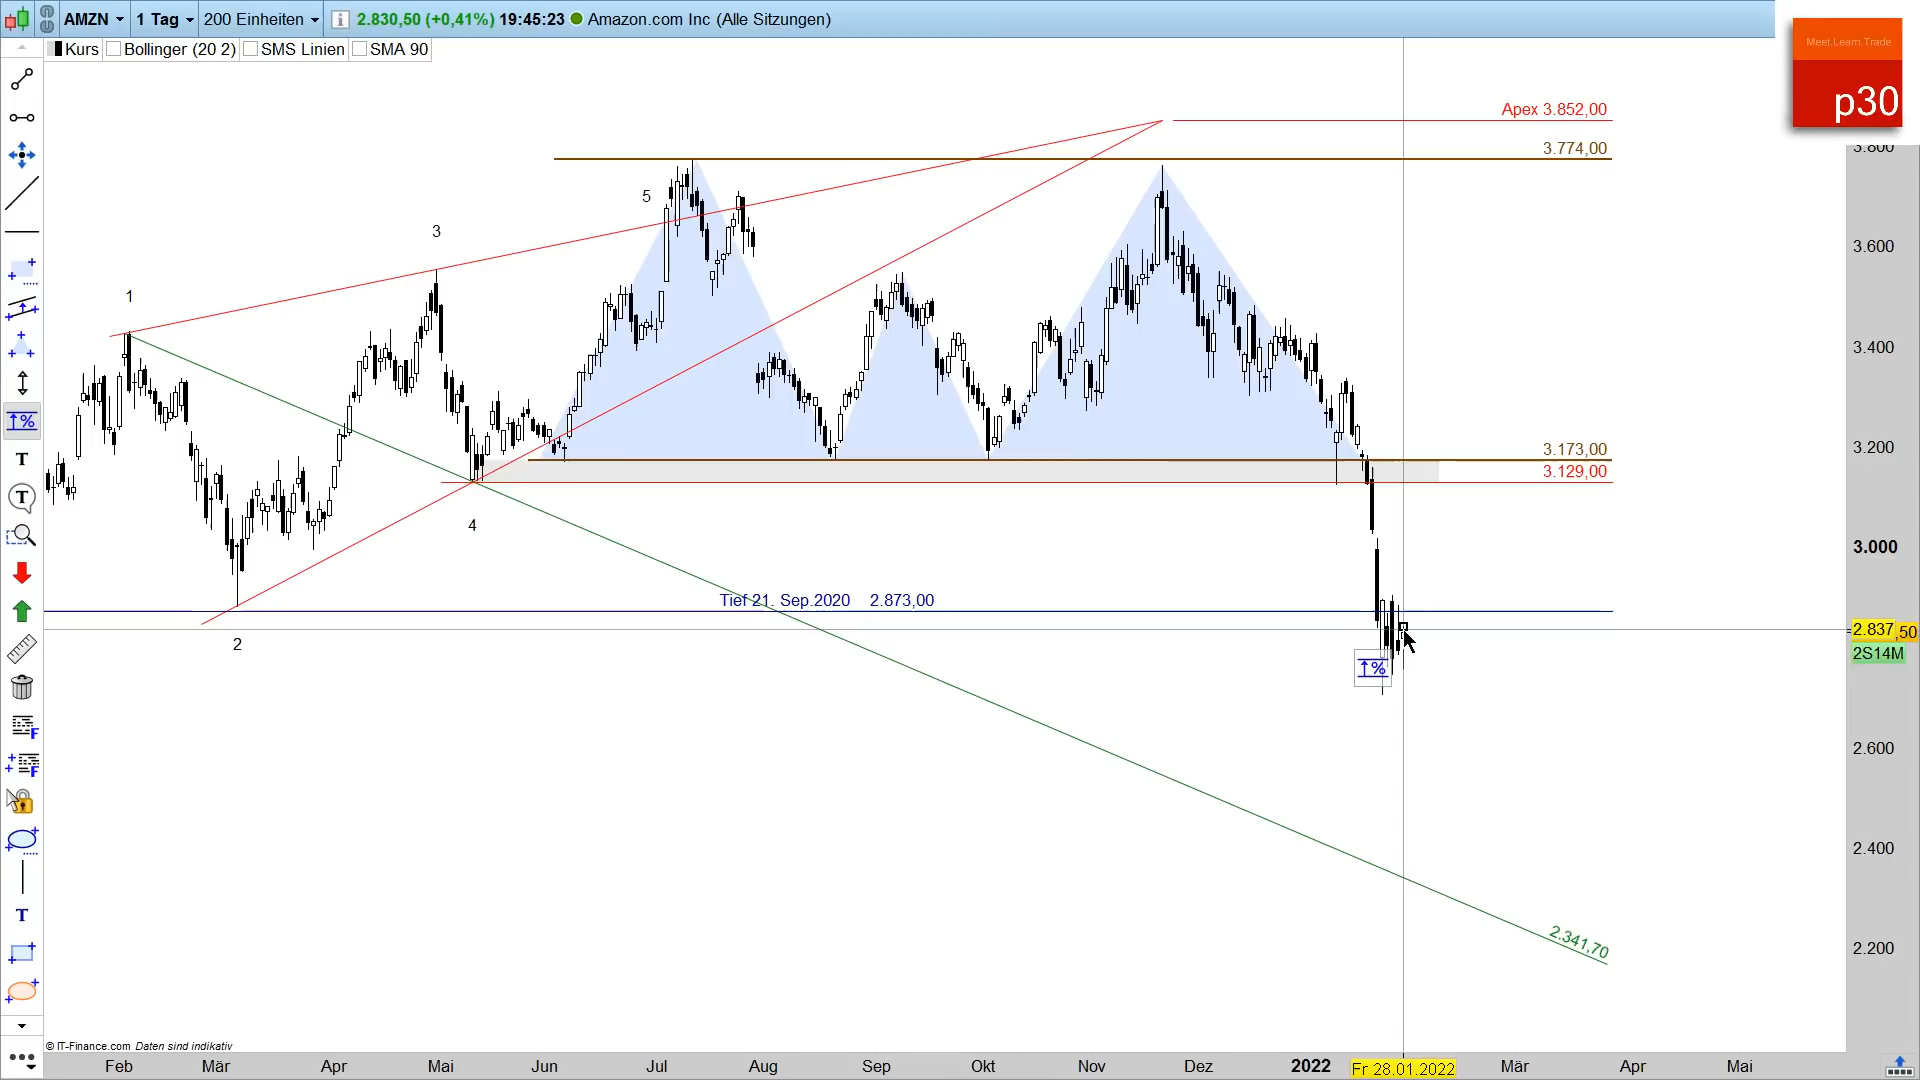 AMZN 1 Tag 200 Einheiten 2.830,50 (+0,41%) 19:45:23 Amazon.com Inc (Alle Sitzungen)
Kurs Bollinger (20 2) SMS Linien SMA 90
Meet.Learn.Trade
p30
Apex 3.852,00
3.774,00
3.800
5
3
3.600
1
3.400
3.173,00
3.200
3.129,00
4
3.000
Tief 21. Sep.2020 2.873,00
2.837,50
2
2S14M
%
2.600
2.400
2.341,70
2.200
T
T
T
F
F
%
© IT-Finance.com Daten sind indikativ
Feb Mär Apr Mai Jun Jul Aug Sep Okt Nov Dez 2022 Fr 28.01.2022 Mär Apr Mai